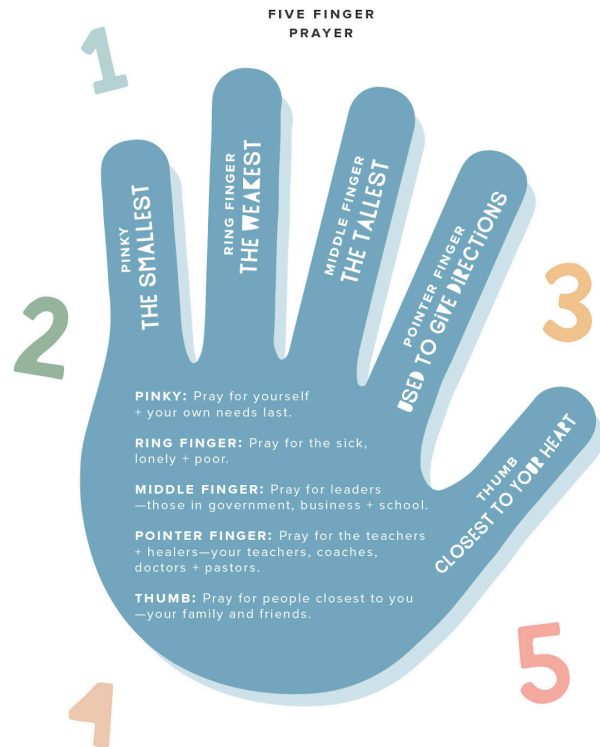 FIVE FINGER
PRAYER
1
2
3
4
5
PINKY
THE SMALLEST
RING FINGER
THE WEAKEST
MIDDLE FINGER
THE TALLEST
POINTER FINGER
USED TO GIVE DIRECTIONS
THUMB
CLOSEST TO YOUR HEART
PINKY: Pray for yourself
+ your own needs last.
RING FINGER: Pray for the sick,
lonely + poor.
MIDDLE FINGER: Pray for leaders
—those in government, business + school.
POINTER FINGER: Pray for the teachers
+ healers—your teachers, coaches,
doctors + pastors.
THUMB: Pray for people closest to you
—your family and friends.